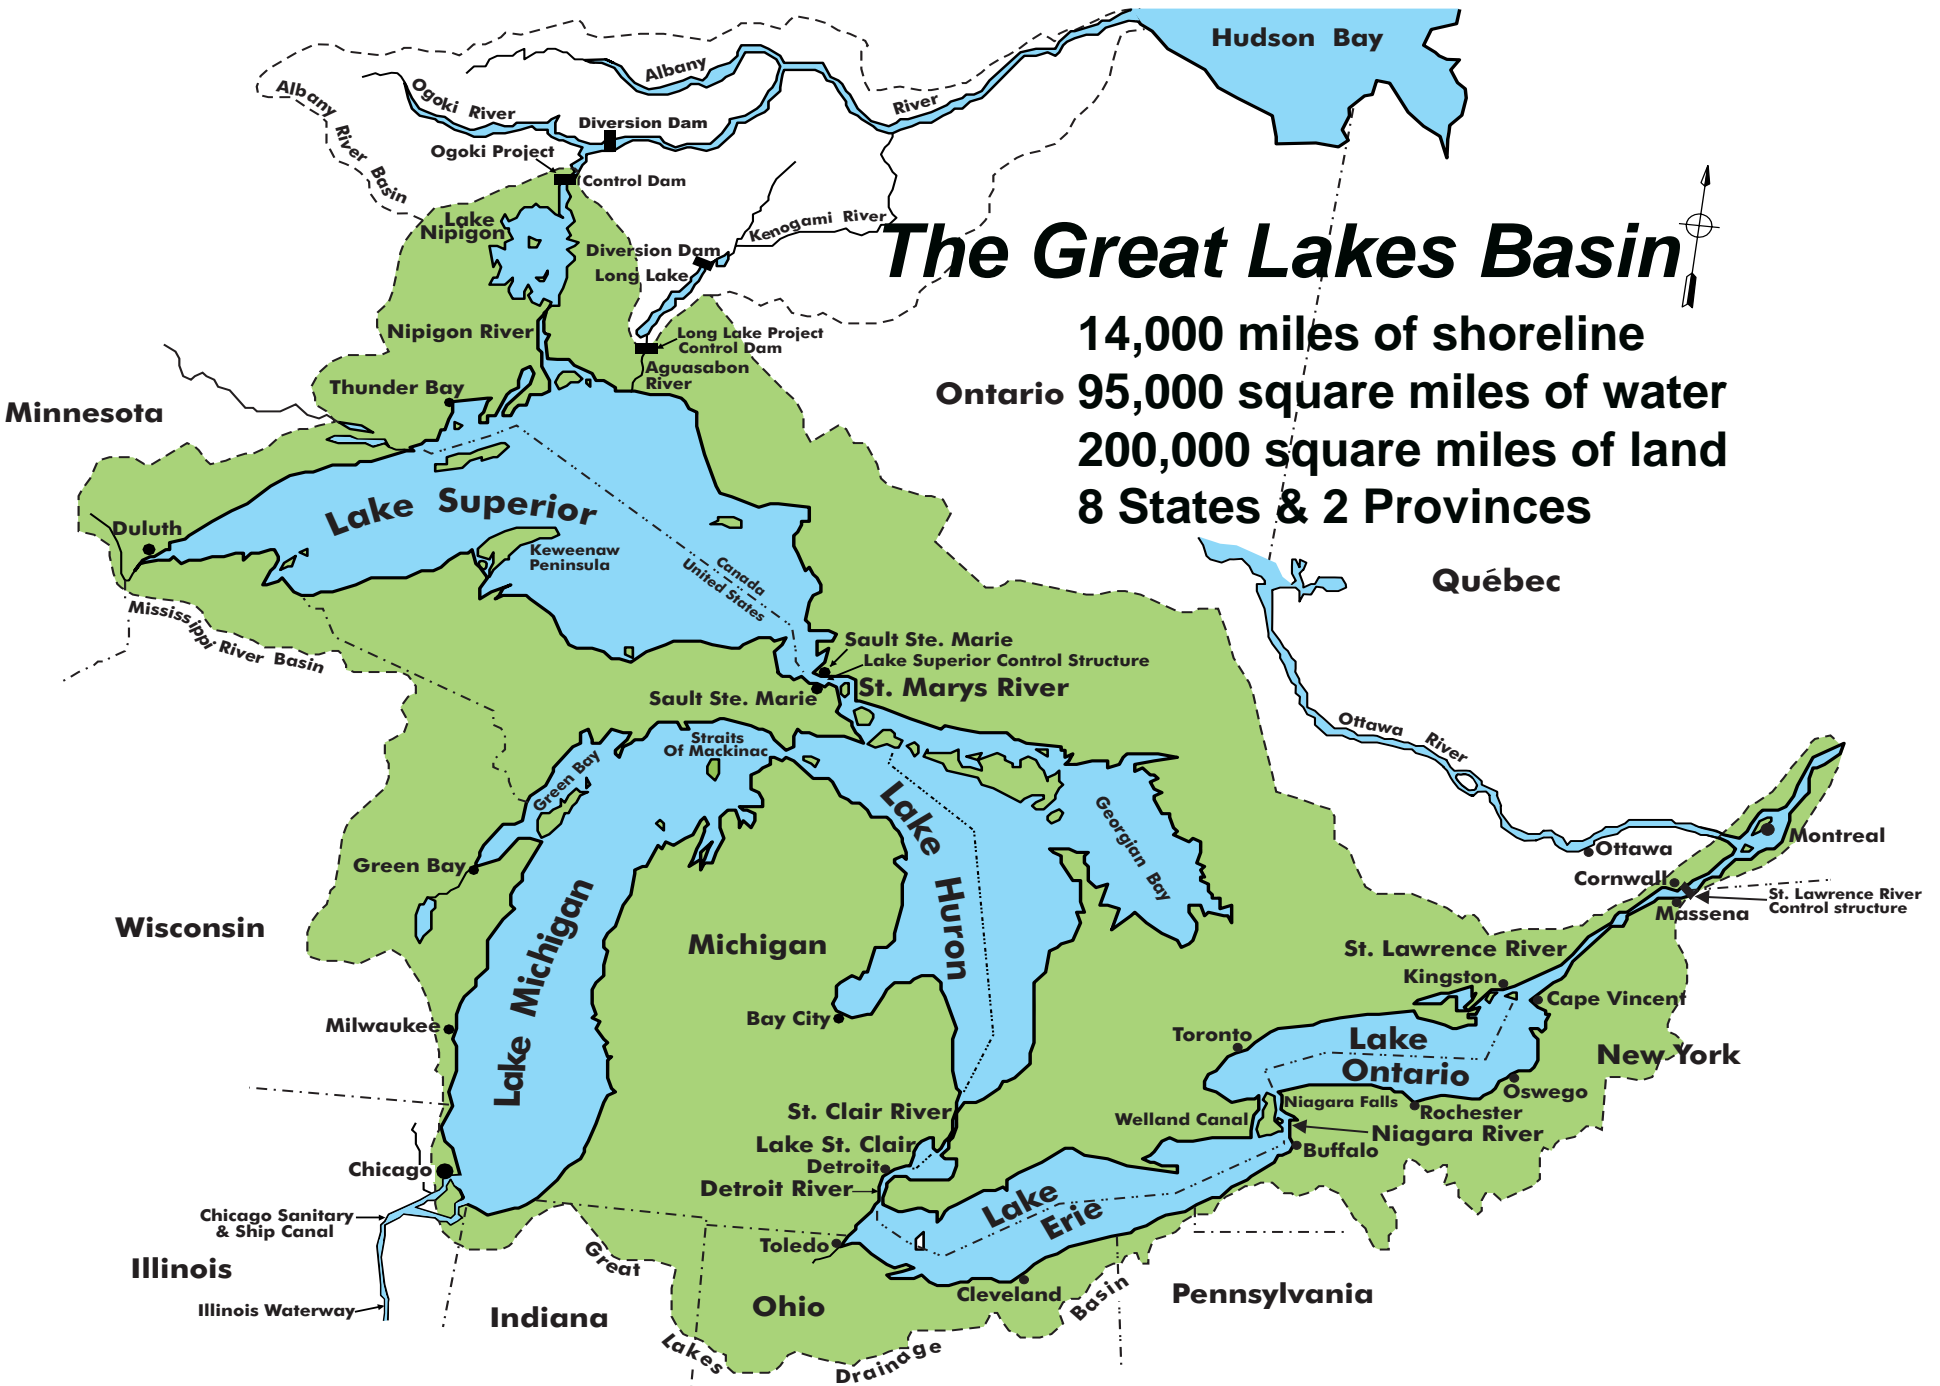 Hudson Bay
Albany
River
Ogoki River
Albany River Basin
Diversion Dam
Ogoki Project
Control Dam
Lake
Nipigon
Kenogami River
Diversion Dam
Long Lake
The Great Lakes Basin
14,000 miles of shoreline
95,000 square miles of water
200,000 square miles of land
8 States & 2 Provinces
Nipigon River
Long Lake Project
Control Dam
Aguasabon
River
Thunder Bay
Ontario
Minnesota
Lake Superior
Duluth
Keweenaw
Peninsula
Canada
United States
Québec
Mississippi River Basin
Sault Ste. Marie
Lake Superior Control Structure
St. Marys River
Sault Ste. Marie
Straits
Of Mackinac
Ottawa River
Green Bay
Lake Huron
Georgian Bay
Montreal
Ottawa
Green Bay
Cornwall
St. Lawrence River
Control structure
Massena
Wisconsin
Lake Michigan
Michigan
St. Lawrence River
Kingston
Cape Vincent
Bay City
Milwaukee
Toronto
Lake
Ontario
New York
Oswego
Niagara Falls
Rochester
St. Clair River
Welland Canal
Niagara River
Lake St. Clair
Buffalo
Detroit
Chicago
Detroit River
Lake
Erie
Chicago Sanitary
& Ship Canal
Toledo
Illinois
Illinois Waterway
Indiana
Ohio
Cleveland
Pennsylvania
Great Lakes Drainage Basin